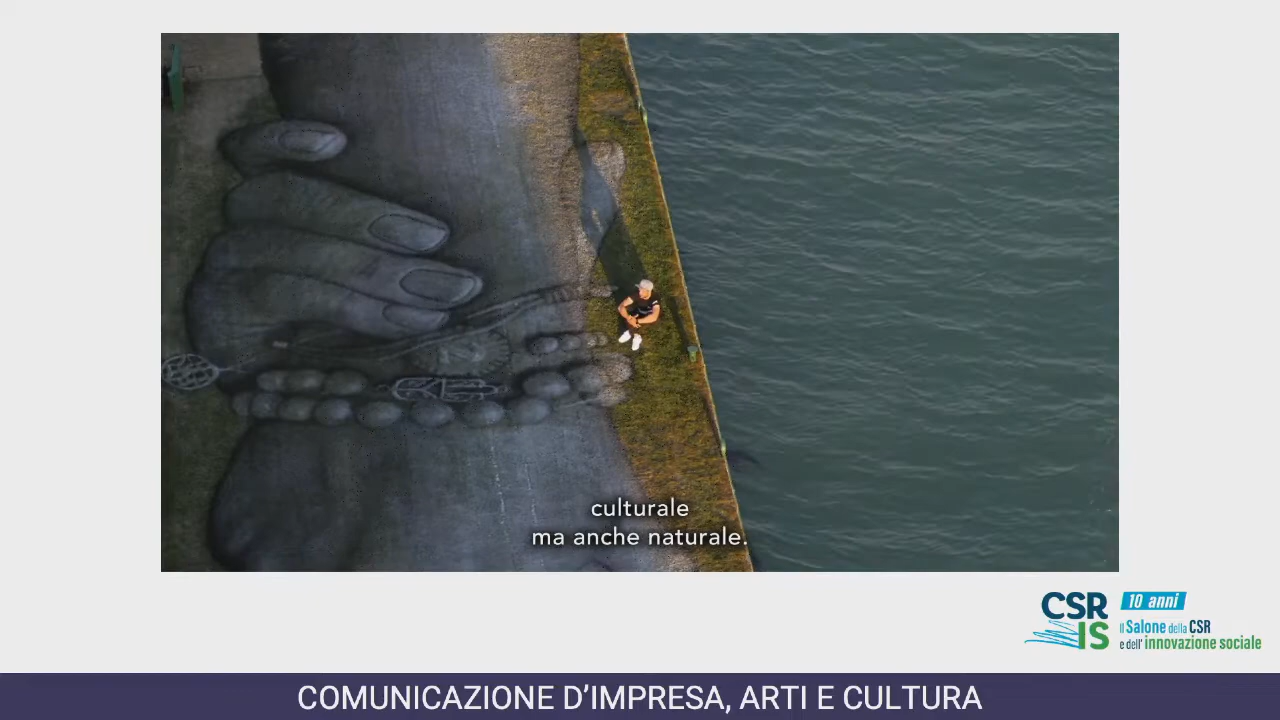 culturale
ma anche naturale.
CSR
IS
10 anni
il Salone della CSR
e dell' innovazione sociale
COMUNICAZIONE D'IMPRESA, ARTI E CULTURA